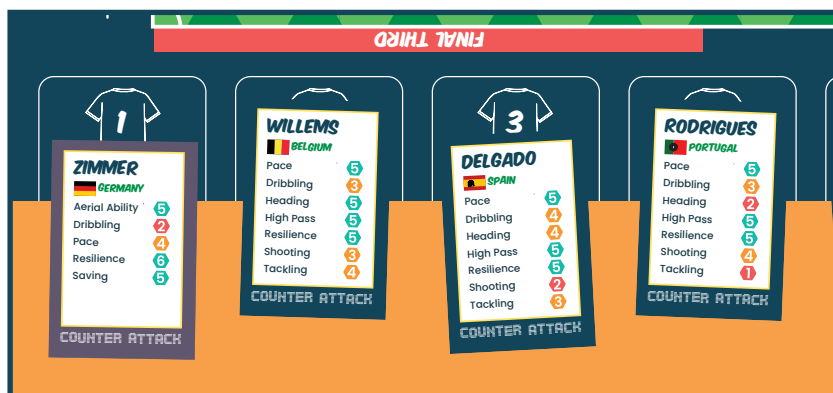 FINAL THIRD
1
ZIMMER
GERMANY
Aerial Ability 5
Dribbling 2
Pace 4
Resilience 6
Saving 5
COUNTER ATTACK
WILLEMS
BELGIUM
Pace 5
Dribbling 3
Heading 5
High Pass 5
Resilience 5
Shooting 3
Tackling 4
COUNTER ATTACK
3
DELGADO
SPAIN
Pace 5
Dribbling 4
Heading 4
High Pass 5
Resilience 5
Shooting 2
Tackling 3
COUNTER ATTACK
RODRIGUES
PORTUGAL
Pace 5
Dribbling 3
Heading 2
High Pass 5
Resilience 5
Shooting 4
Tackling 1
COUNTER ATTACK